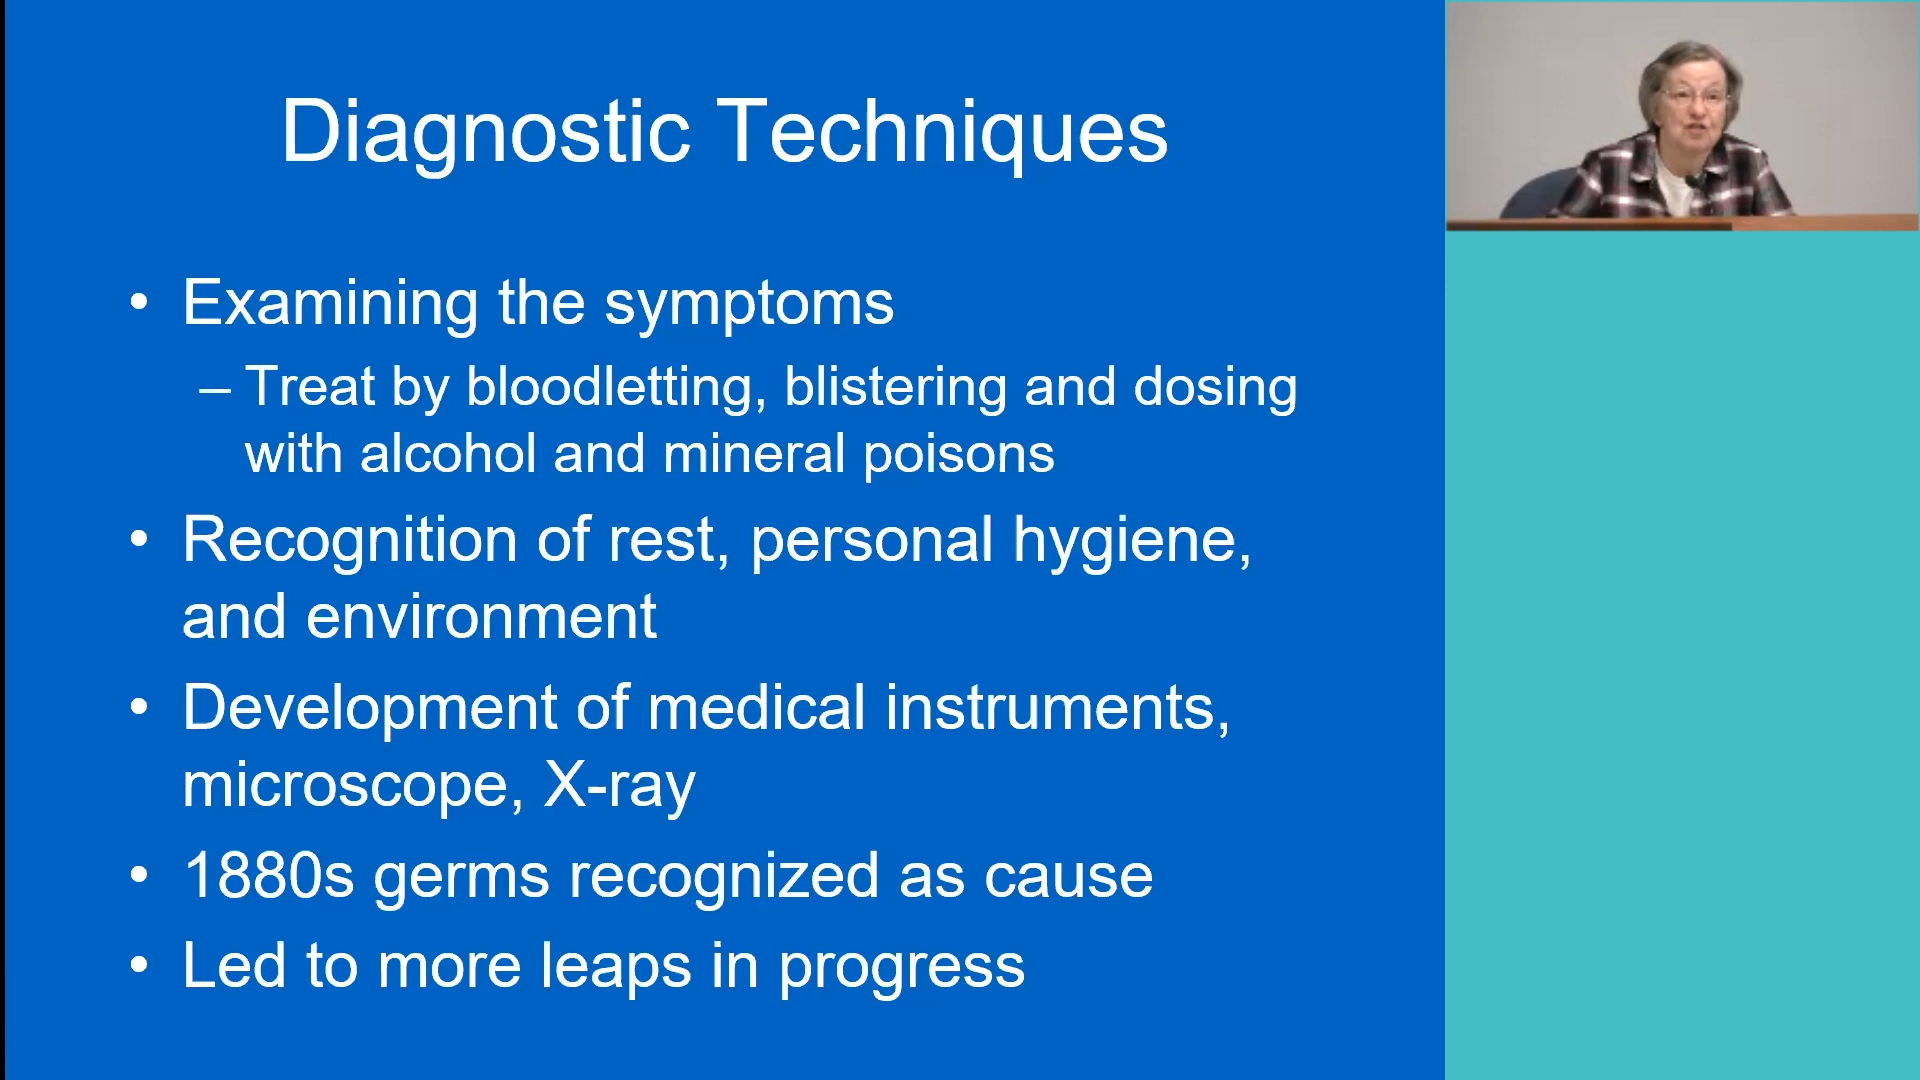 Diagnostic Techniques
• Examining the symptoms
– Treat by bloodletting, blistering and dosing
with alcohol and mineral poisons
• Recognition of rest, personal hygiene,
and environment
• Development of medical instruments,
microscope, X-ray
• 1880s germs recognized as cause
• Led to more leaps in progress